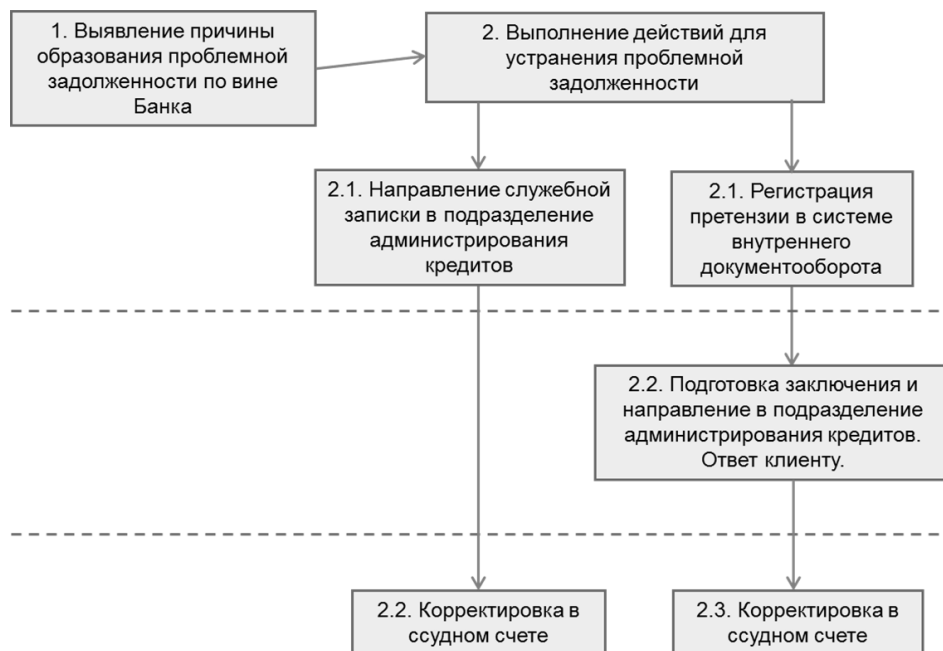 1. Выявление причины
образования проблемной
задолженности по вине
Банка
2. Выполнение действий для
устранения проблемной
задолженности
2.1. Направление служебной
записки в подразделение
администрирования
кредитов
2.1. Регистрация
претензии в системе
внутреннего
документооборота
2.2. Подготовка заключения и
направление в подразделение
администрирования кредитов.
Ответ клиенту.
2.2. Корректировка в
ссудном счете
2.3. Корректировка в
ссудном счете